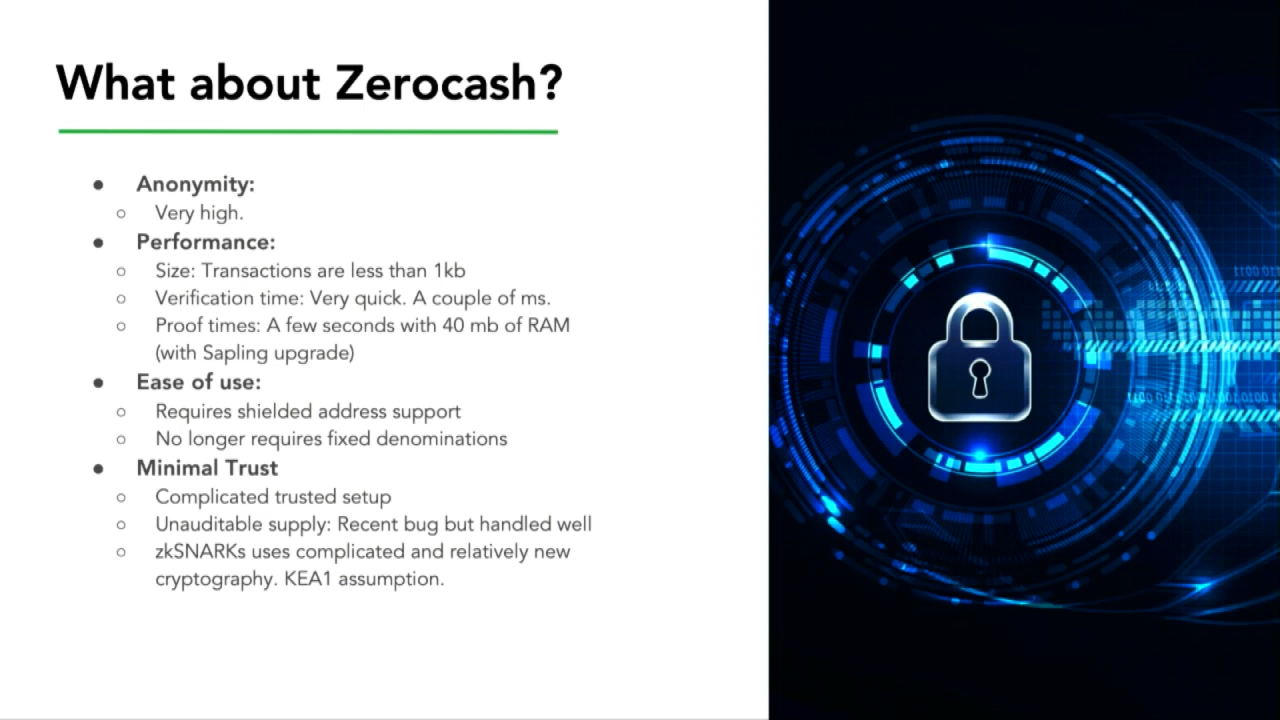 What about Zerocash?
● Anonymity:
○ Very high.
● Performance:
○ Size: Transactions are less than 1kb
○ Verification time: Very quick. A couple of ms.
○ Proof times: A few seconds with 40 mb of RAM
(with Sapling upgrade)
● Ease of use:
○ Requires shielded address support
○ No longer requires fixed denominations
● Minimal Trust
○ Complicated trusted setup
○ Unauditable supply: Recent bug but handled well
○ zkSNARKs uses complicated and relatively new
cryptography. KEA1 assumption.